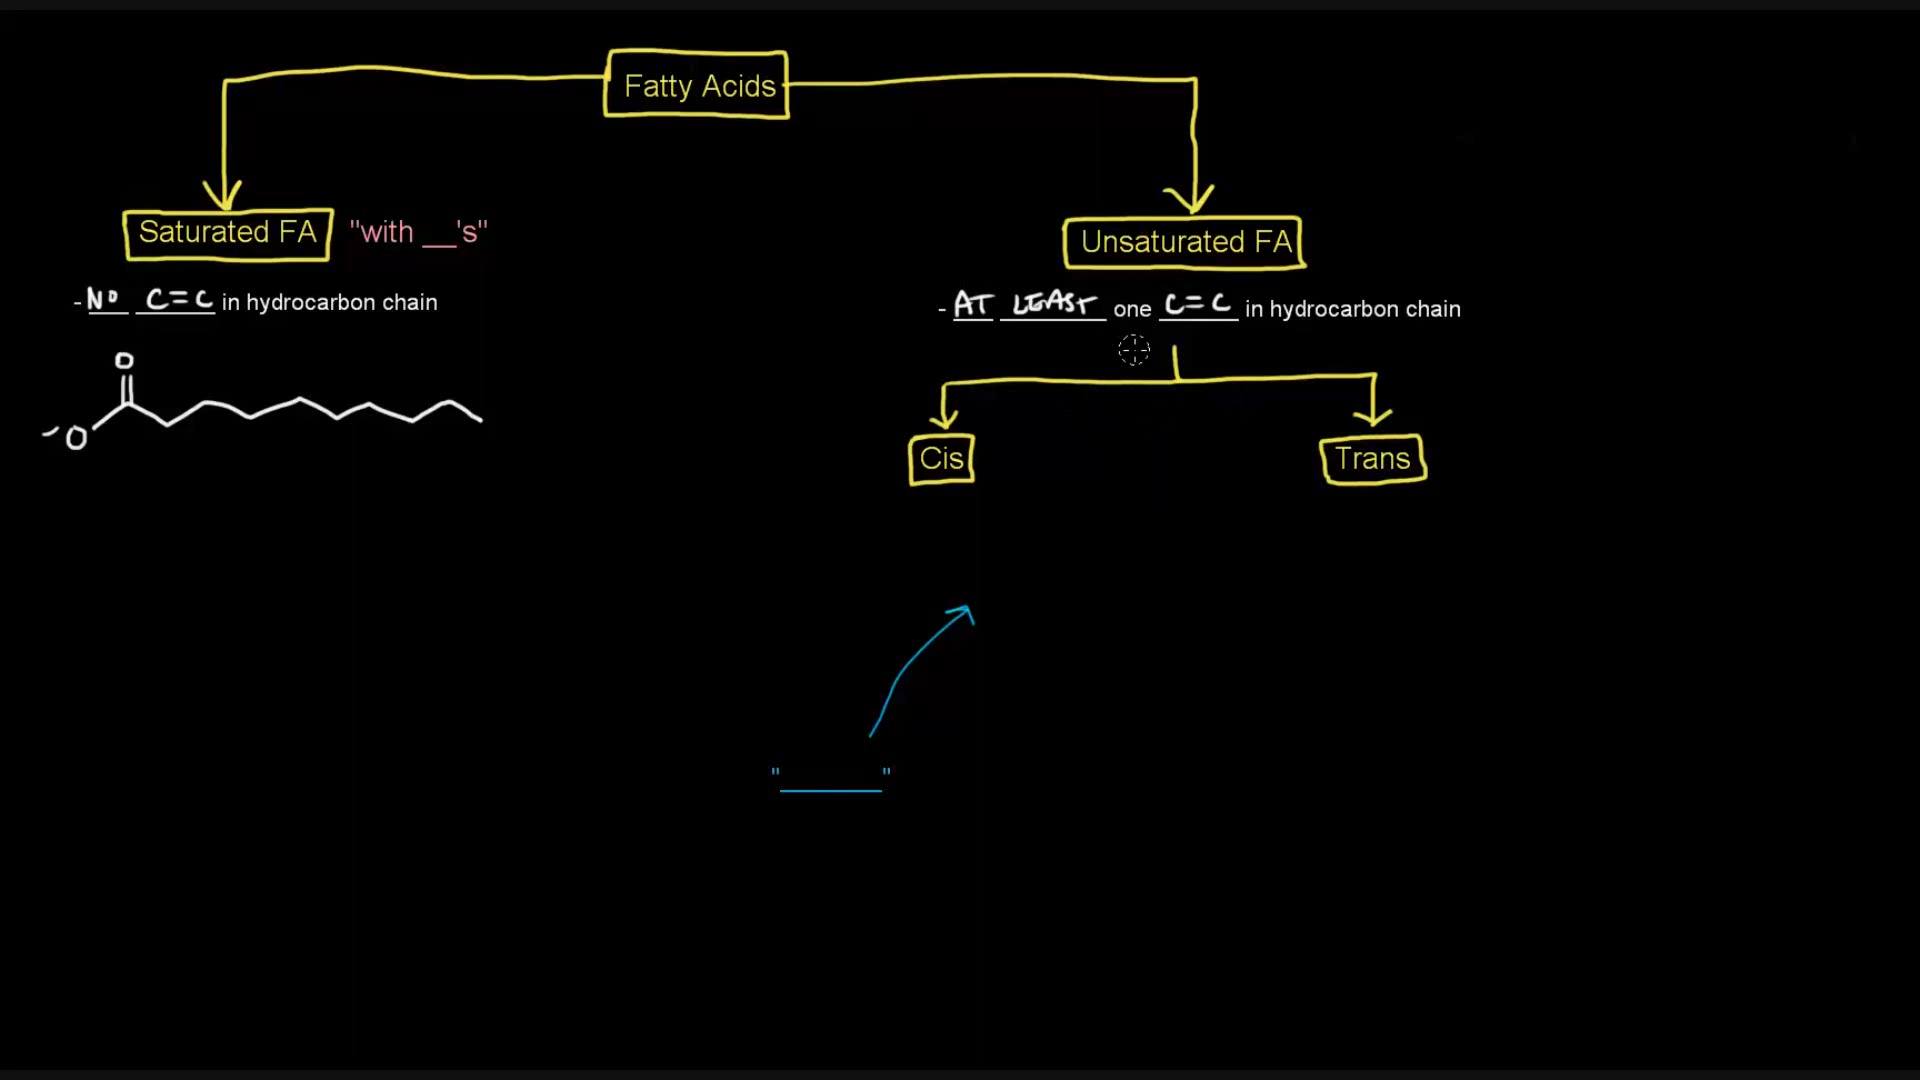 Fatty Acids
Saturated FA "with __'s"
Unsaturated FA
- NO C=C in hydrocarbon chain
- AT LEAST one C=C in hydrocarbon chain
O
-O
Cis
Trans
"______"